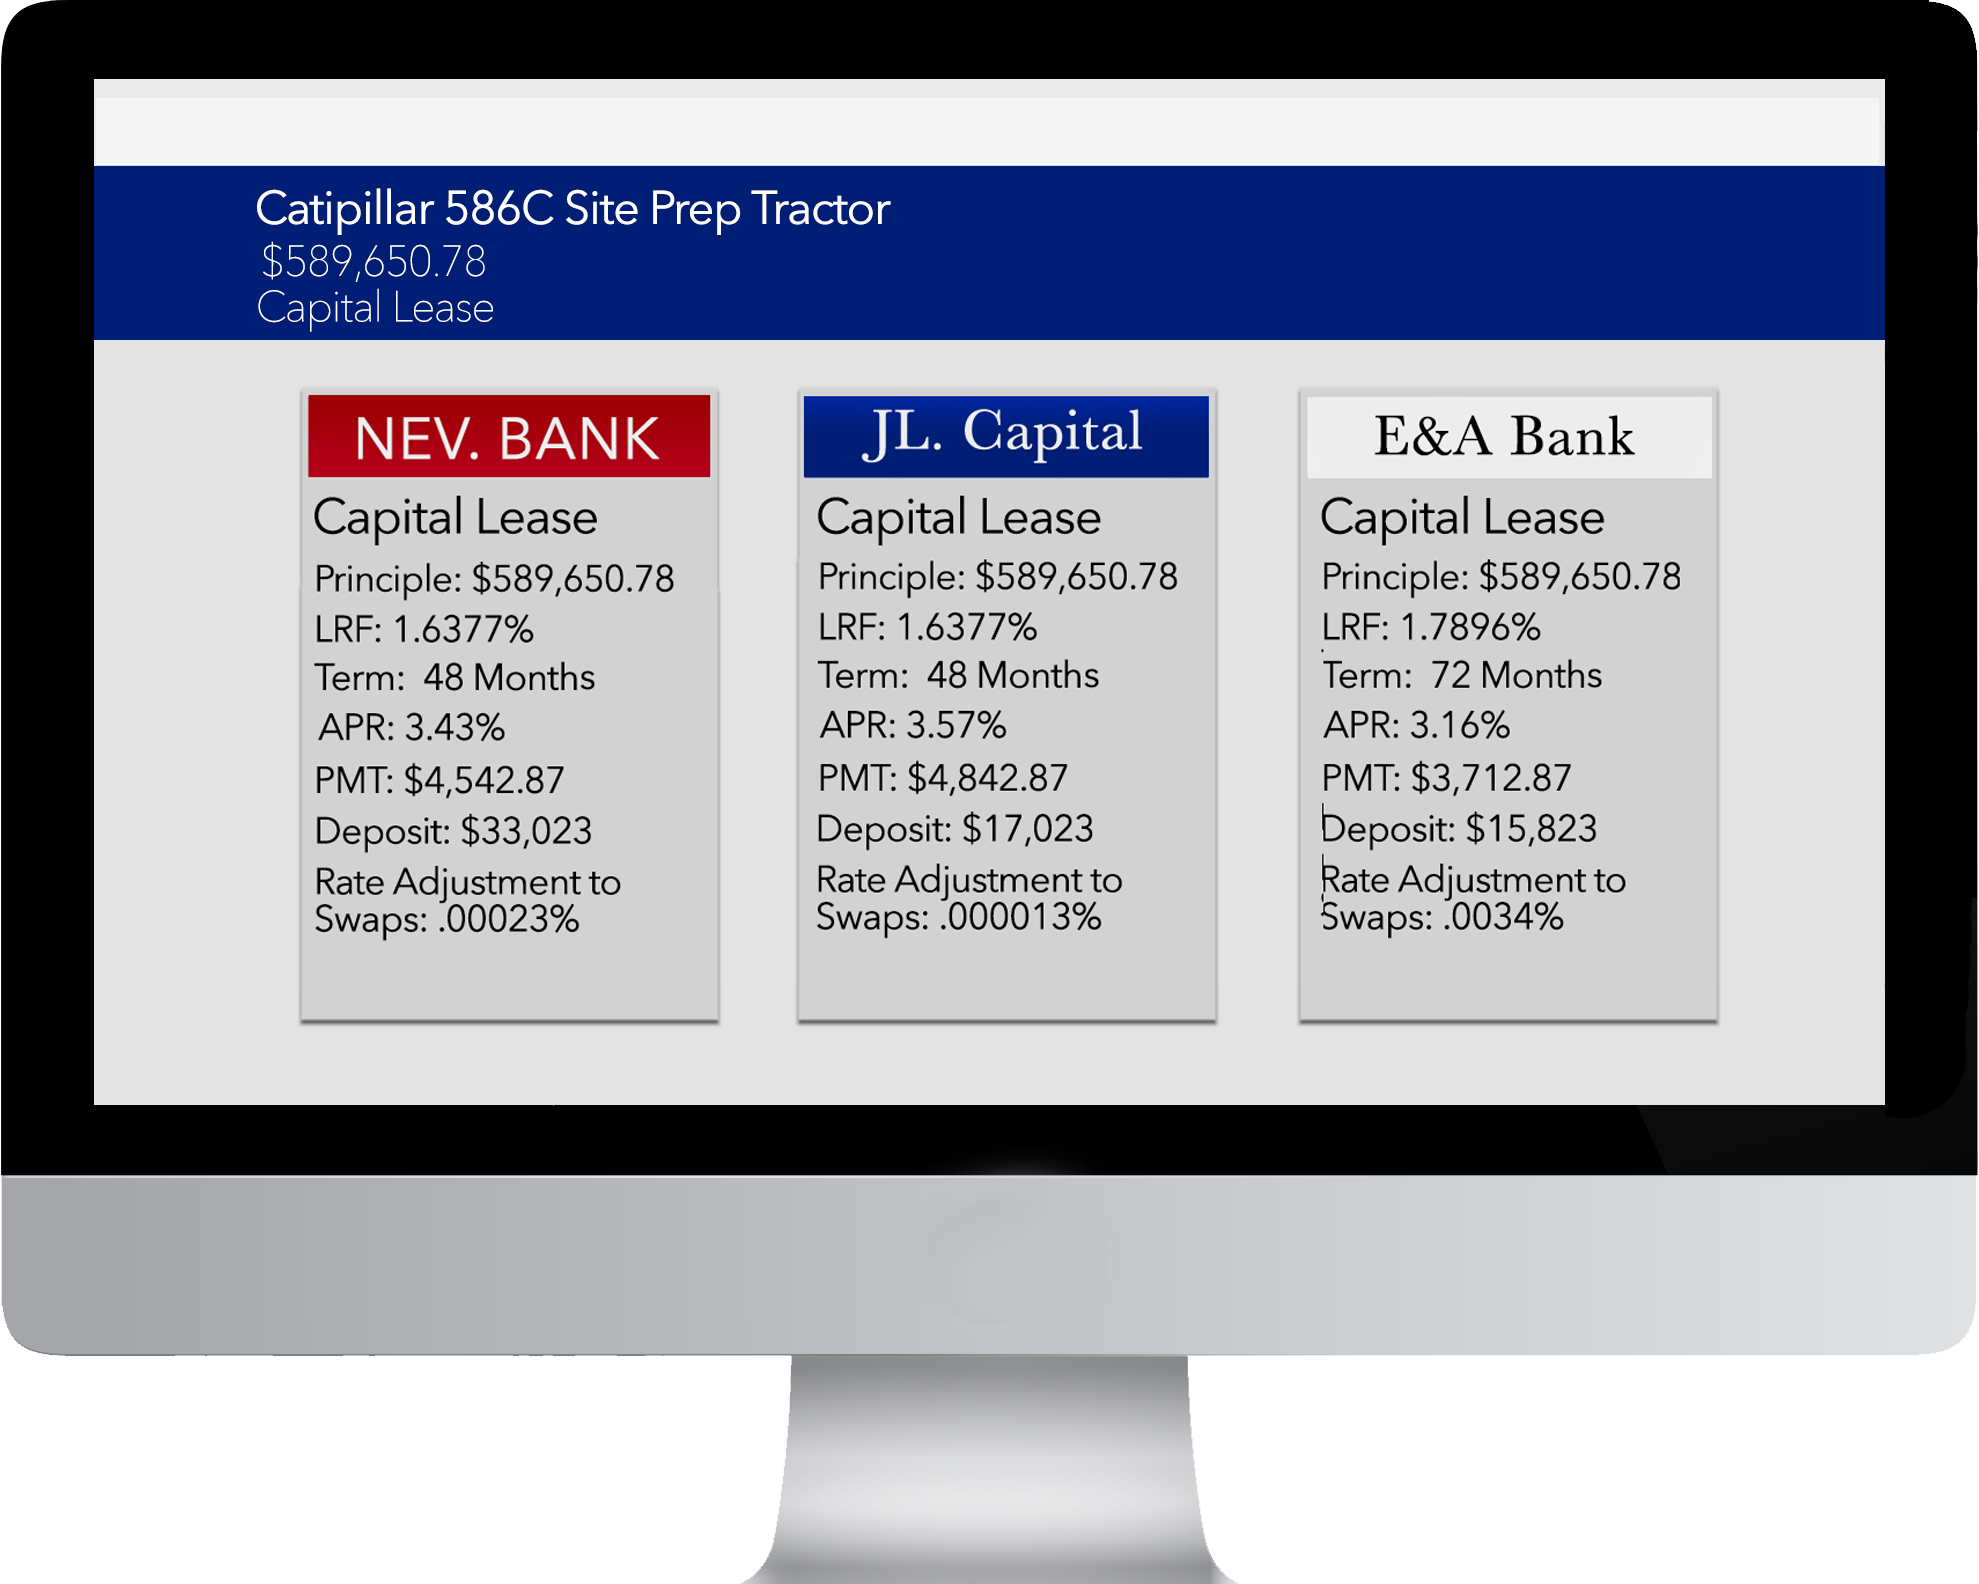 Catipillar 586C Site Prep Tractor
$589,650.78
Capital Lease
NEV. BANK
Capital Lease
Principle: $589,650.78
LRF: 1.6377%
Term: 48 Months
APR: 3.43%
PMT: $4,542.87
Deposit: $33,023
Rate Adjustment to
Swaps: .00023%
JL. Capital
Capital Lease
Principle: $589,650.78
LRF: 1.6377%
Term: 48 Months
APR: 3.57%
PMT: $4,842.87
Deposit: $17,023
Rate Adjustment to
Swaps: .000013%
E&A Bank
Capital Lease
Principle: $589,650.78
LRF: 1.7896%
Term: 72 Months
APR: 3.16%
PMT: $3,712.87
Deposit: $15,823
Rate Adjustment to
Swaps: .0034%